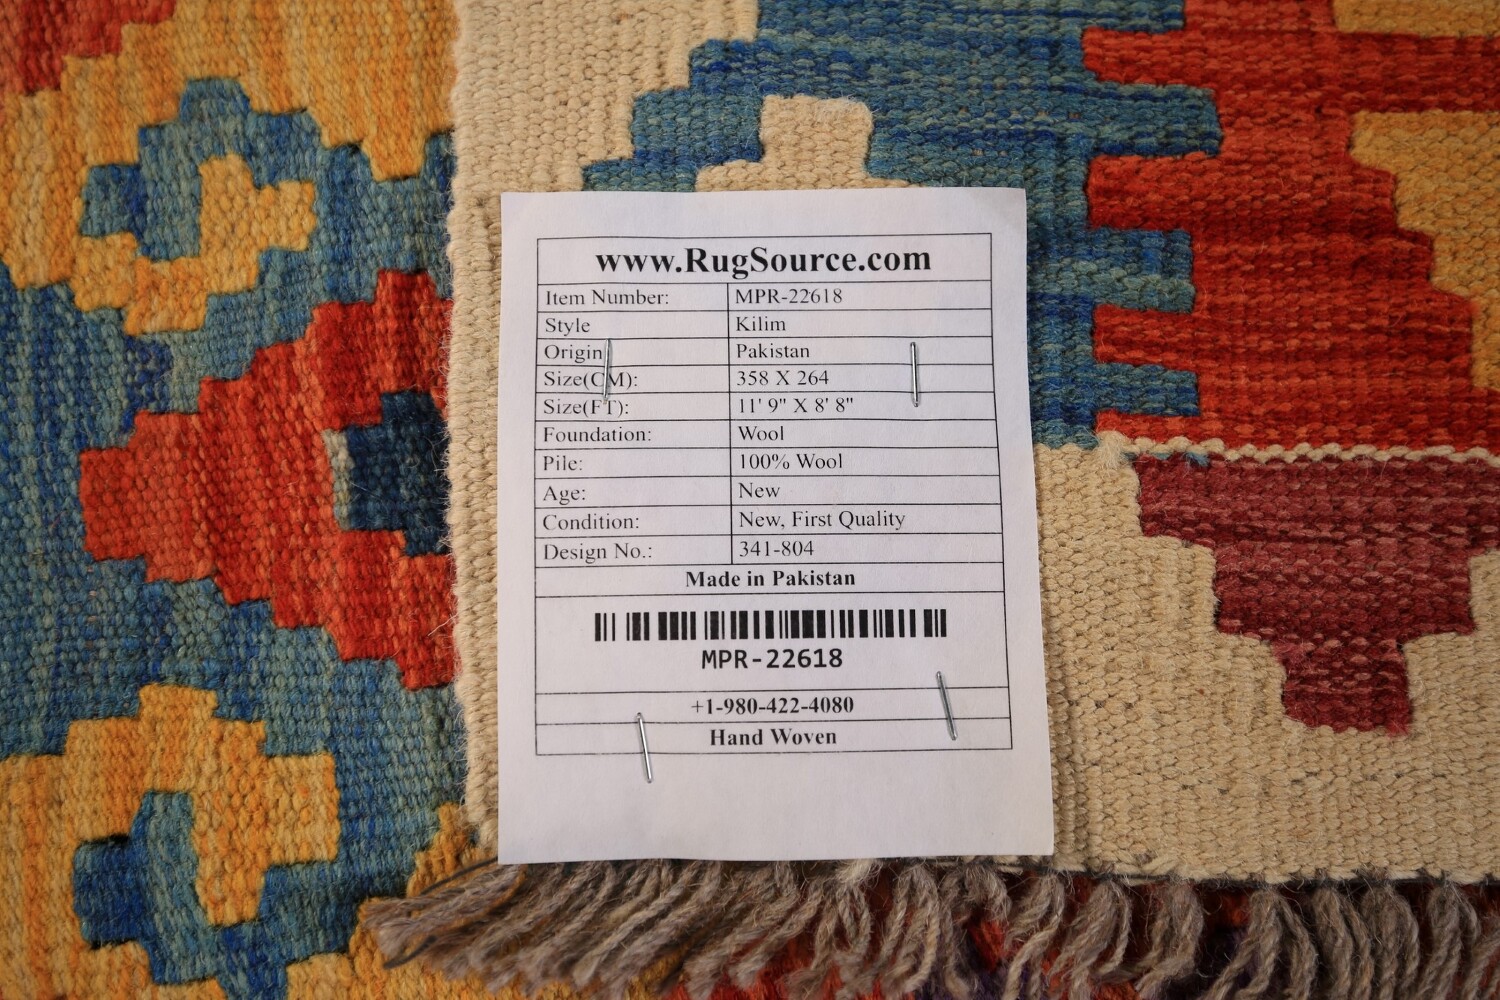 www.RugSource.com
Item Number: MPR-22618
Style Kilim
Origin Pakistan
Size(CM): 358 X 264
Size(FT): 11' 9" X 8' 8"
Foundation: Wool
Pile: 100% Wool
Age: New
Condition: New, First Quality
Design No.: 341-804
Made in Pakistan
MPR-22618
+1-980-422-4080
Hand Woven